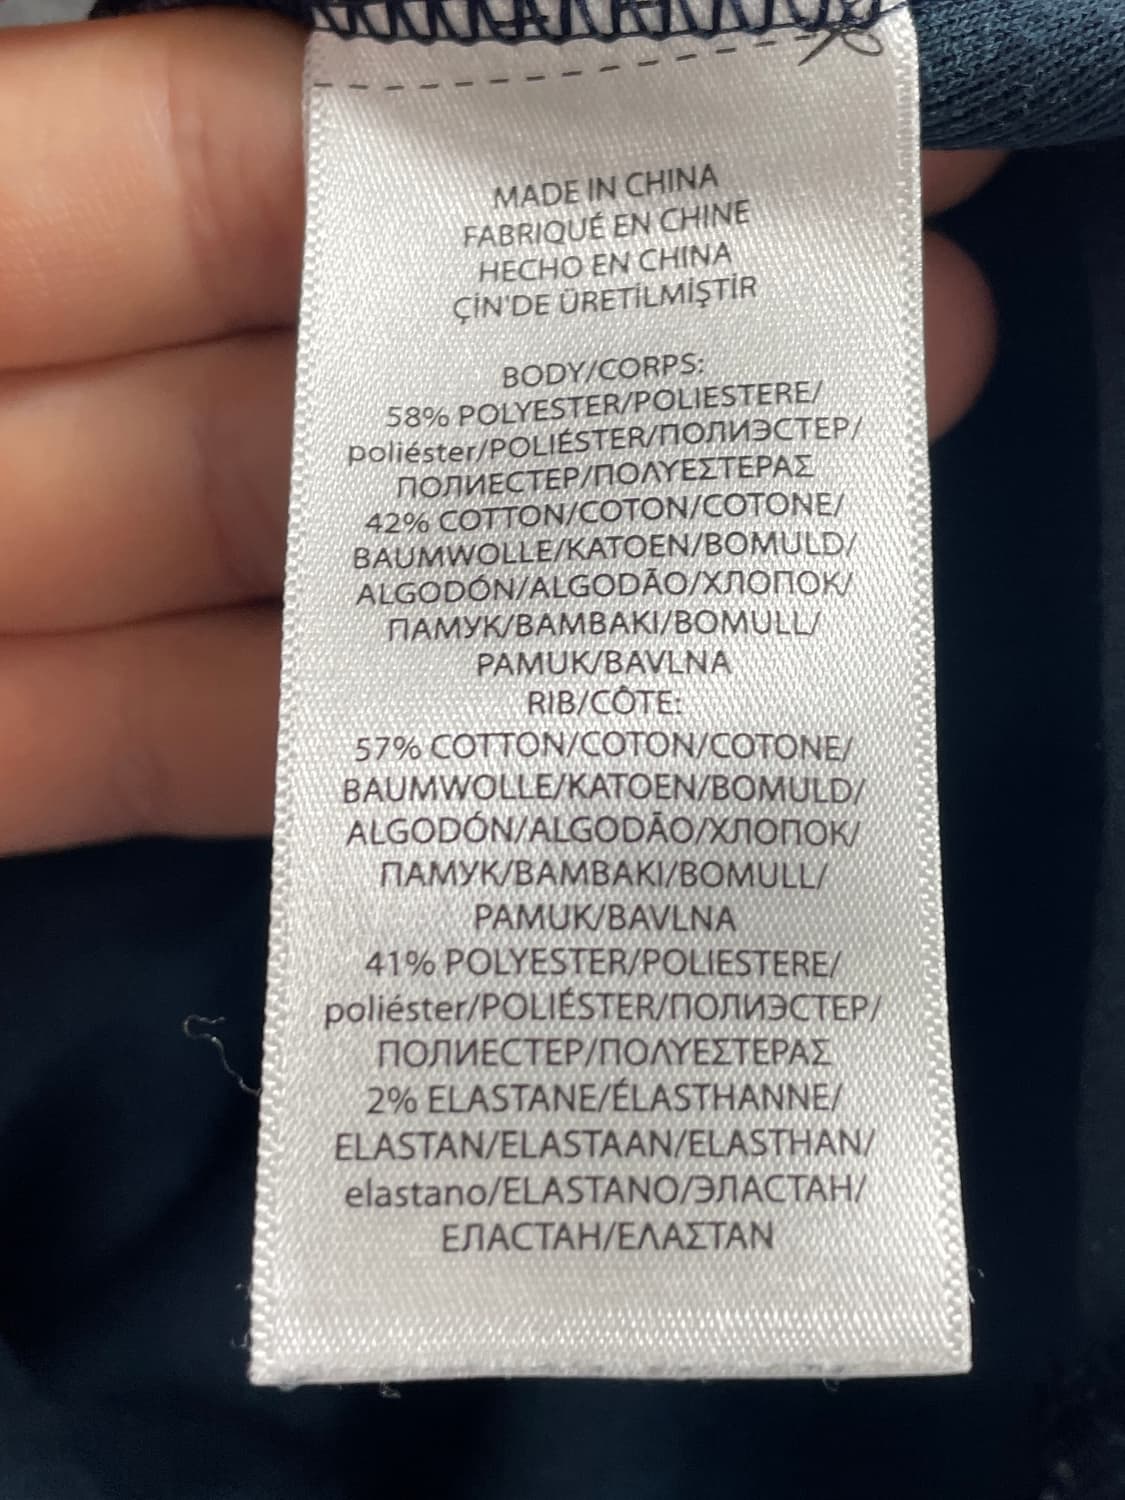 MADE IN CHINA
FABRIQUÉ EN CHINE
HECHO EN CHINA
ÇİN'DE ÜRETİLMİŞTİR
BODY/CORPS:
58% POLYESTER/POLIESTERE/
poliéster/POLIÉSTER/ПОЛИЭСТЕР/
ПОЛИЕСТЕР/ΠΟΛΥΕΣΤΕΡΑΣ
42% COTTON/COTON/COTONE/
BAUMWOLLE/KATOEN/BOMULD/
ALGODÓN/ALGODÃO/ХЛОПОК/
ПАМУК/BAMBAKI/BOMULL/
PAMUK/BAVLNA
RIB/CÔTE:
57% COTTON/COTON/COTONE/
BAUMWOLLE/KATOEN/BOMULD/
ALGODÓN/ALGODÃO/ХЛОПОК/
ПАМУК/BAMBAKI/BOMULL/
PAMUK/BAVLNA
41% POLYESTER/POLIESTERE/
poliéster/POLIÉSTER/ПОЛИЭСТЕР/
ПОЛИЕСТЕР/ΠΟΛΥΕΣΤΕΡΑΣ
2% ELASTANE/ÉLASTHANNE/
ELASTAN/ELASTAAN/ELASTHAN/
elastano/ELASTANO/ЭЛАСТАН/
ЕЛАСТАН/ΕΛΑΣΤΑΝ